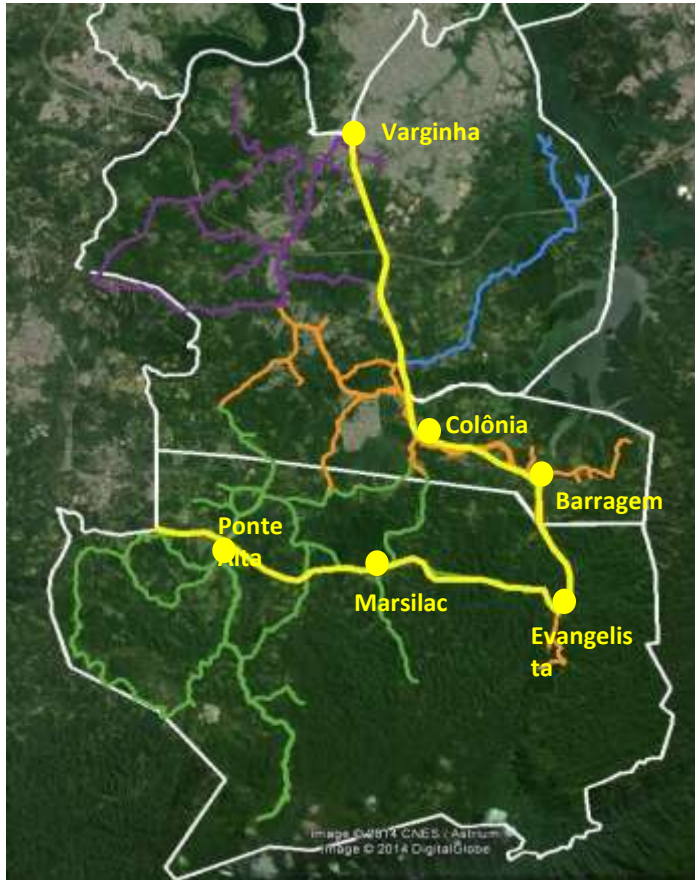 Varginha
Colônia
Barragem
Ponte
Alta
Marsilac
Evangelis
ta
Image © 2014 CNES / Astrium
Image © 2014 DigitalGlobe